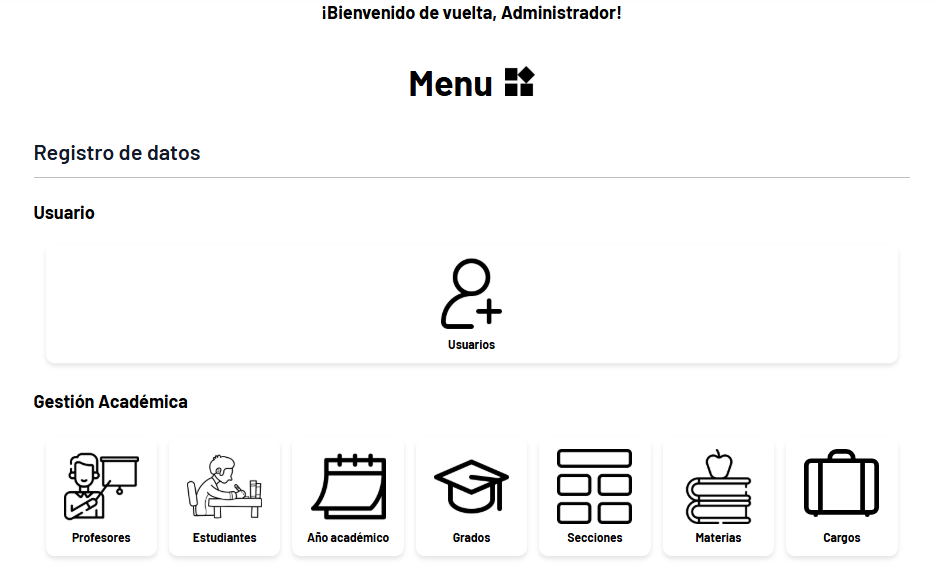 ¡Bienvenido de vuelta, Administrador!
Menu
Registro de datos
Usuario
Usuarios
Gestión Académica
Profesores
Estudiantes
Año académico
Grados
Secciones
Materias
Cargos